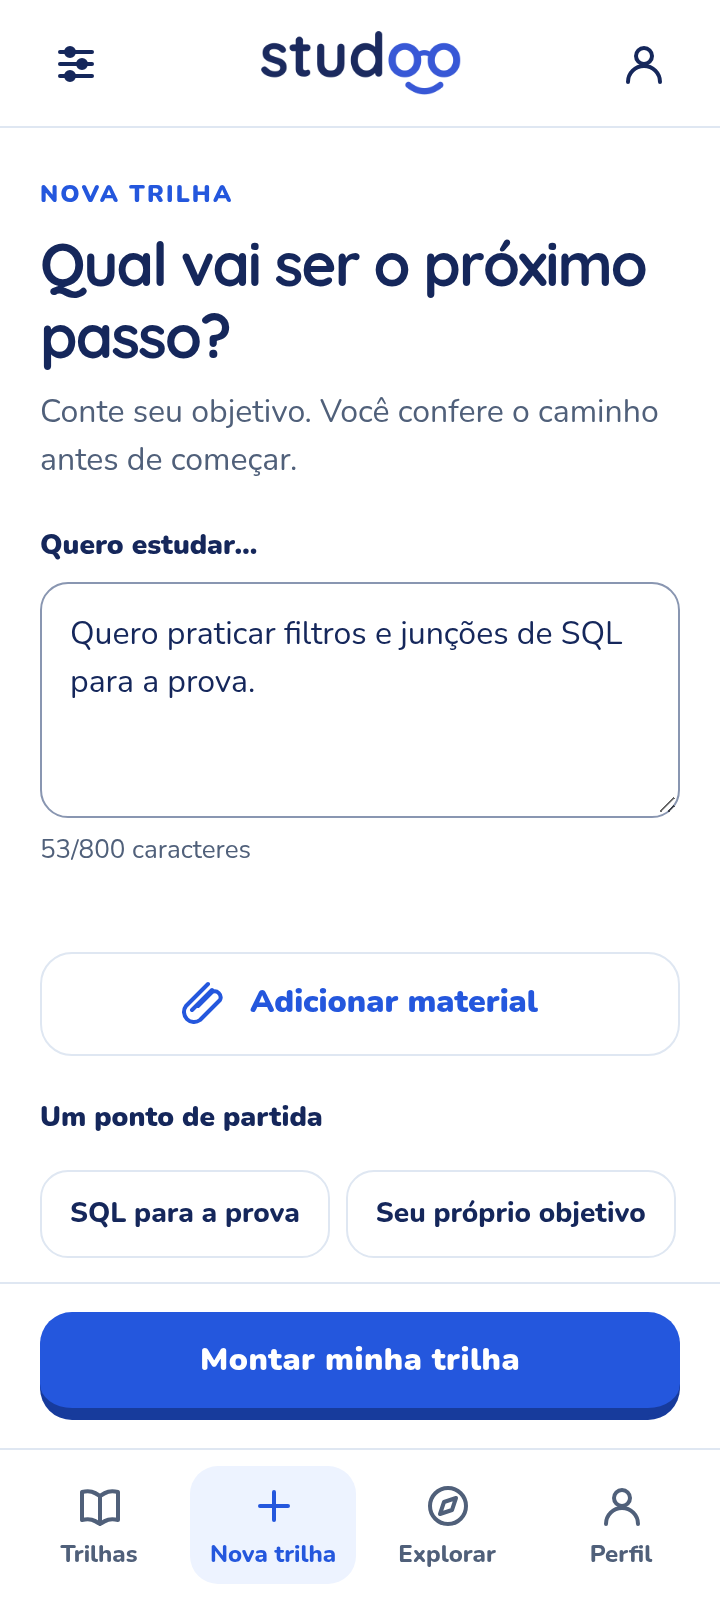 studoo
NOVA TRILHA
Qual vai ser o próximo
passo?
Conte seu objetivo. Você confere o caminho
antes de começar.
Quero estudar...
Quero praticar filtros e junções de SQL
para a prova.
53/800 caracteres
Adicionar material
Um ponto de partida
SQL para a prova
Seu próprio objetivo
Montar minha trilha
Trilhas
Nova trilha
Explorar
Perfil